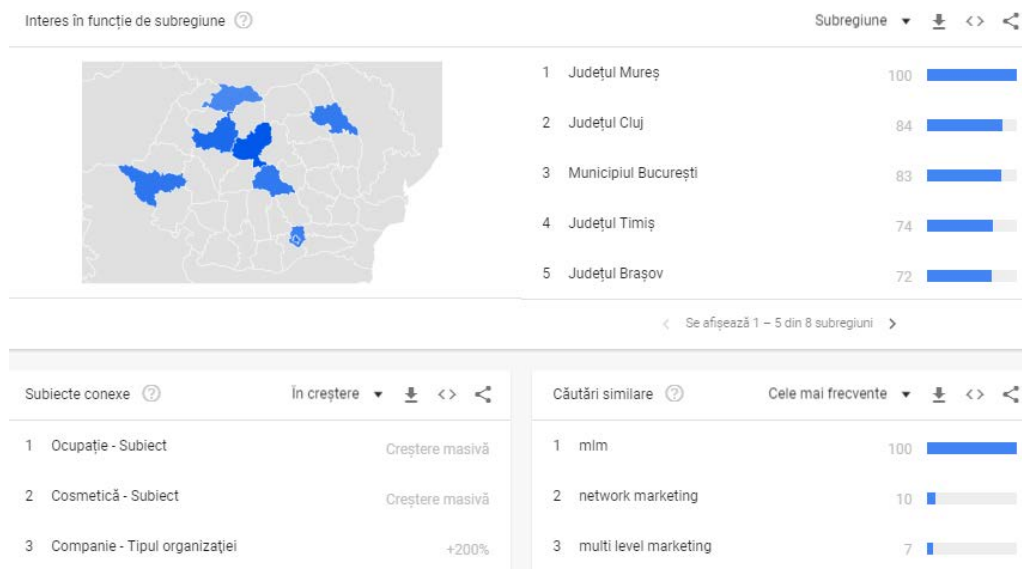 Interes în funcție de subregiune
Subregiune
1 Județul Mureș 100
2 Județul Cluj 84
3 Municipiul București 83
4 Județul Timiș 74
5 Județul Brașov 72
Se afișează 1 – 5 din 8 subregiuni
Subiecte conexe
În creștere
1 Ocupație - Subiect Creștere masivă
2 Cosmetică - Subiect Creștere masivă
3 Companie - Tipul organizației +200%
Căutări similare
Cele mai frecvente
1 mlm 100
2 network marketing 10
3 multi level marketing 7